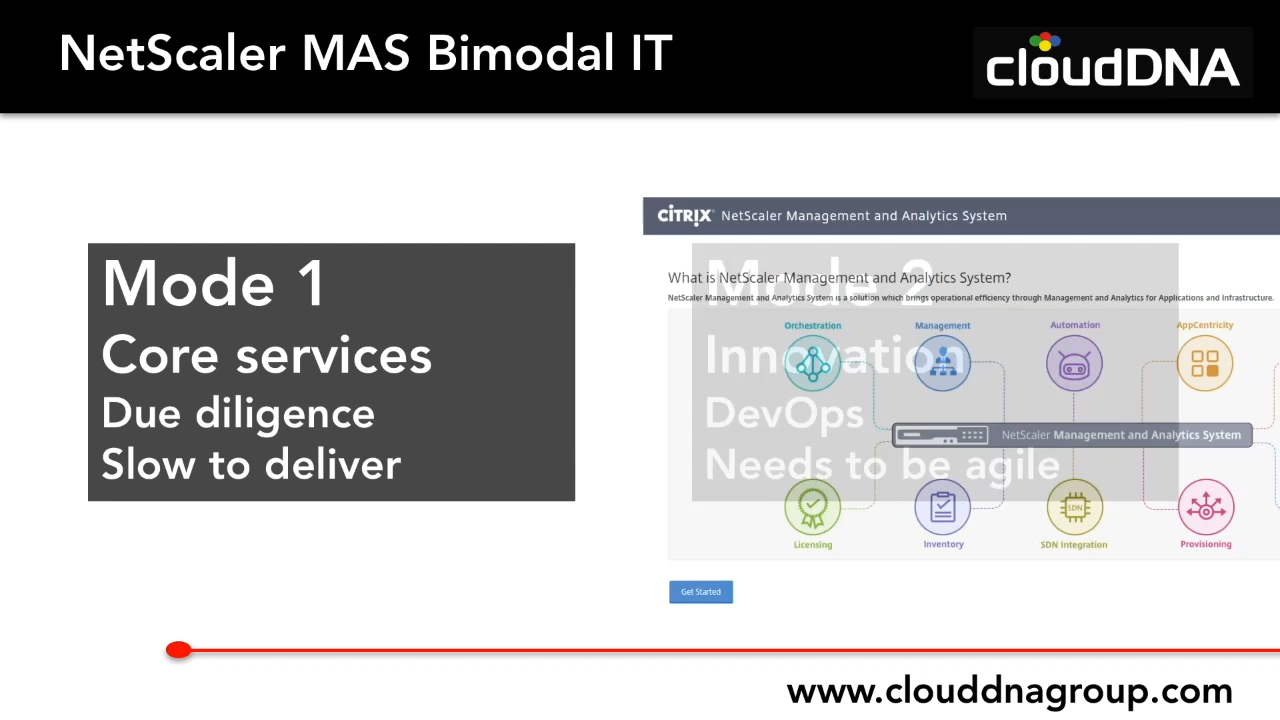 NetScaler MAS Bimodal IT
cloudDNA
Mode 1
Core services
Due diligence
Slow to deliver
CITRIX NetScaler Management and Analytics System
Mode 2
Innovation
DevOps
Needs to be agile
What is NetScaler Management and Analytics System?
NetScaler Management and Analytics System is a solution which brings operational efficiency through Management and Analytics for Applications and Infrastructure.
Orchestration
Management
Automation
AppCentricity
NetScaler Management and Analytics System
SDN
Licensing
Inventory
SDN Integration
Provisioning
Get Started
www.clouddnagroup.com